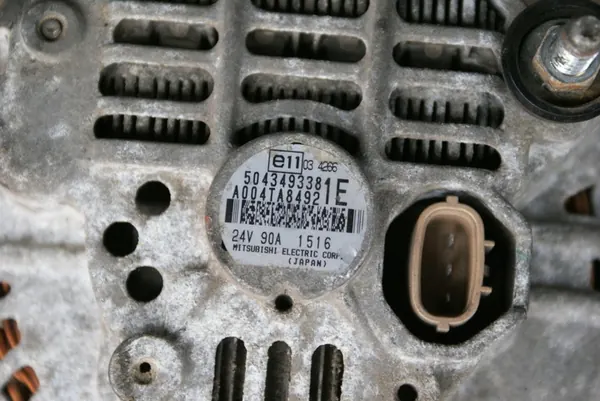 e11 03 4266
5043493381E
A004TA8492
24V 90A 1516
MITSUBISHI ELECTRIC CORP.
(JAPAN)